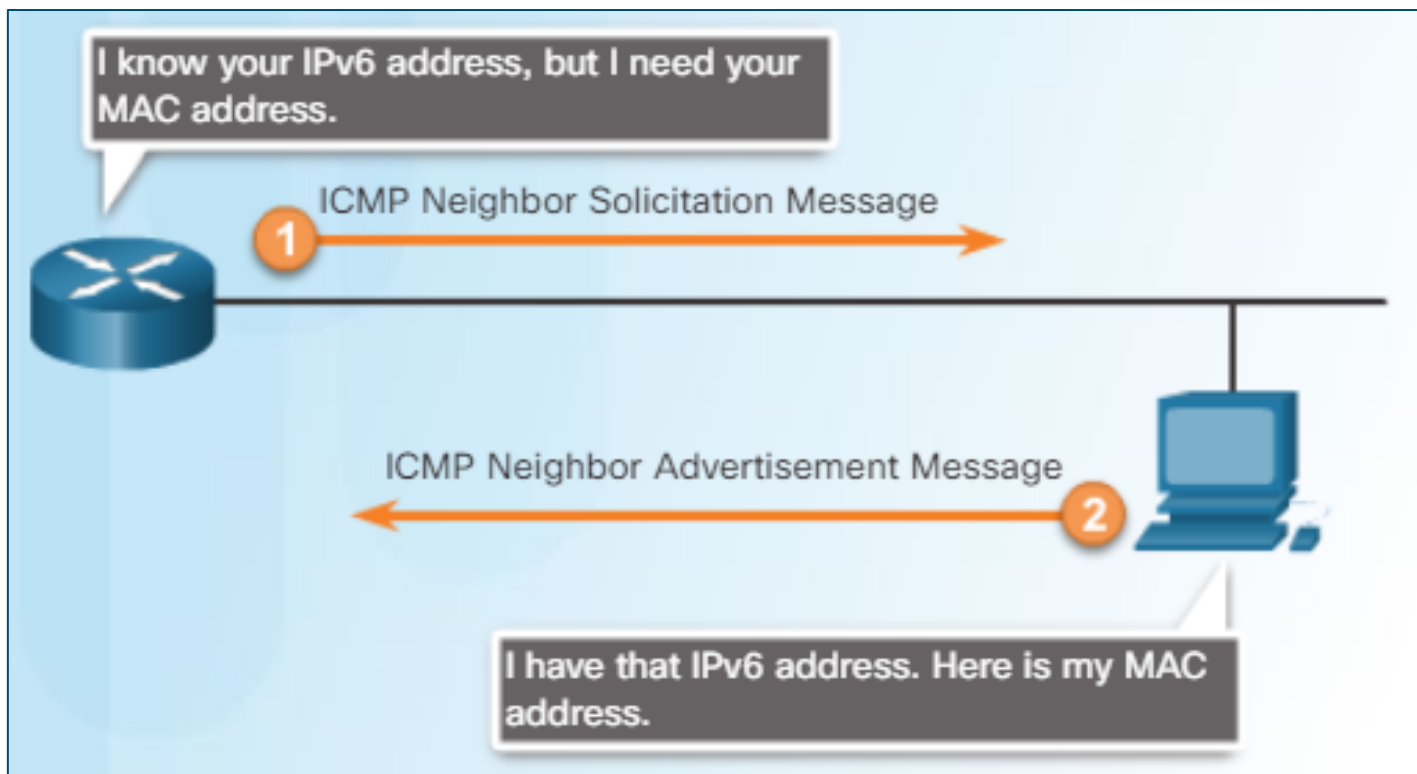 I know your IPv6 address, but I need your
MAC address.
ICMP Neighbor Solicitation Message
1
ICMP Neighbor Advertisement Message
2
I have that IPv6 address. Here is my MAC
address.